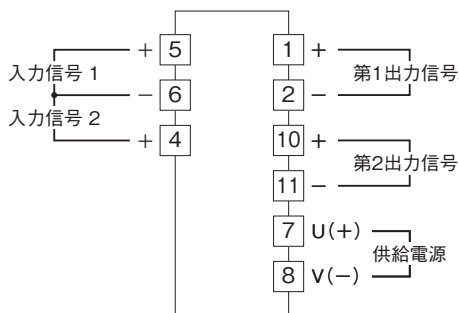 入力信号 1
入力信号 2
+ 5
− 6
+ 4
1 +
2 −
第1出力信号
10 +
11 −
第2出力信号
7 U(+)
8 V(−)
供給電源